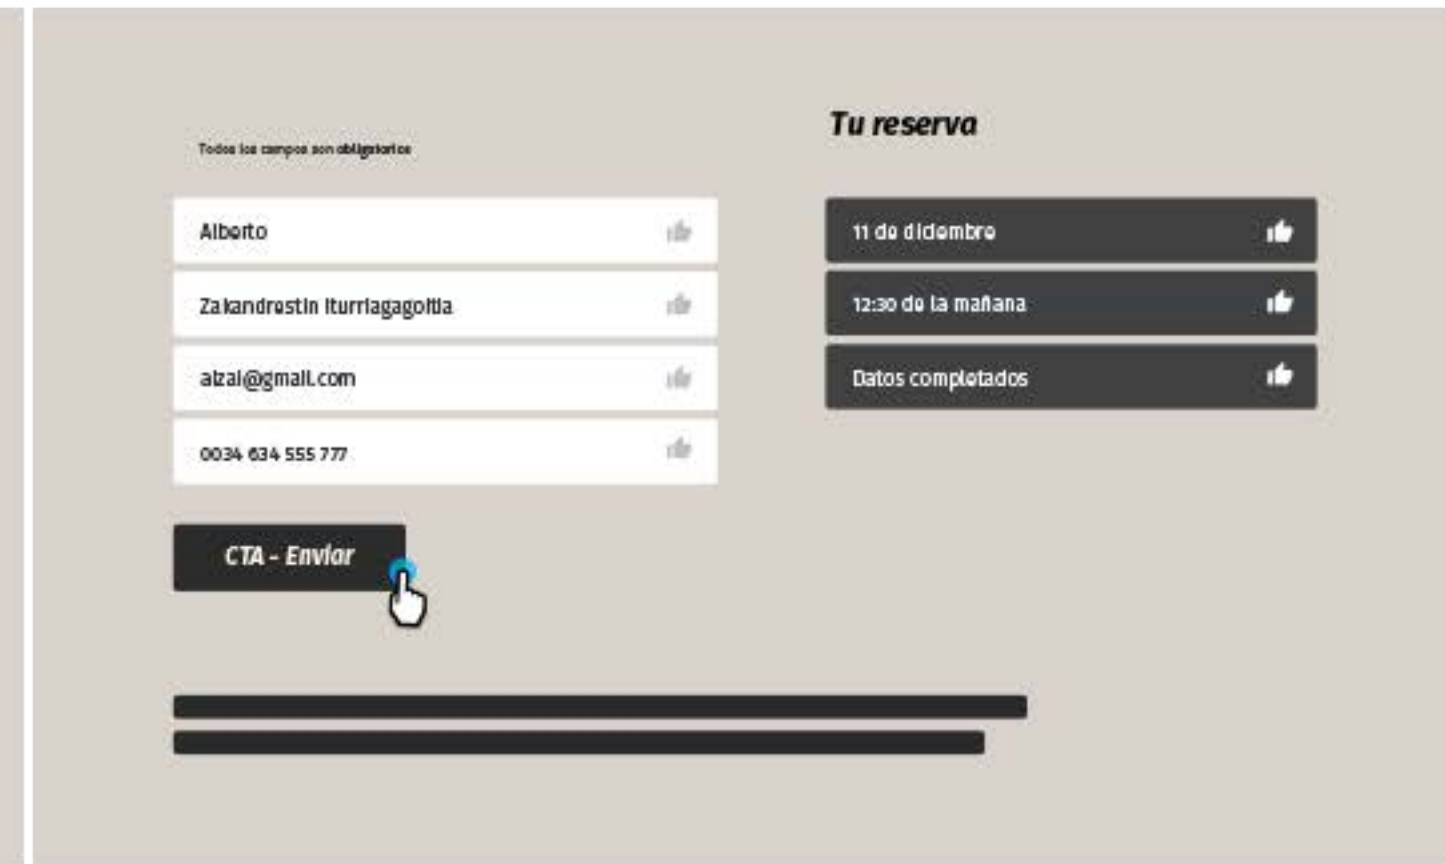 Todos los campos son obligatorios
Alberto
Zakandrestin Iturriagagoitia
alzai@gmail.com
0034 634 555 777
CTA - Enviar
Tu reserva
11 de diciembre
12:30 de la mañana
Datos completados